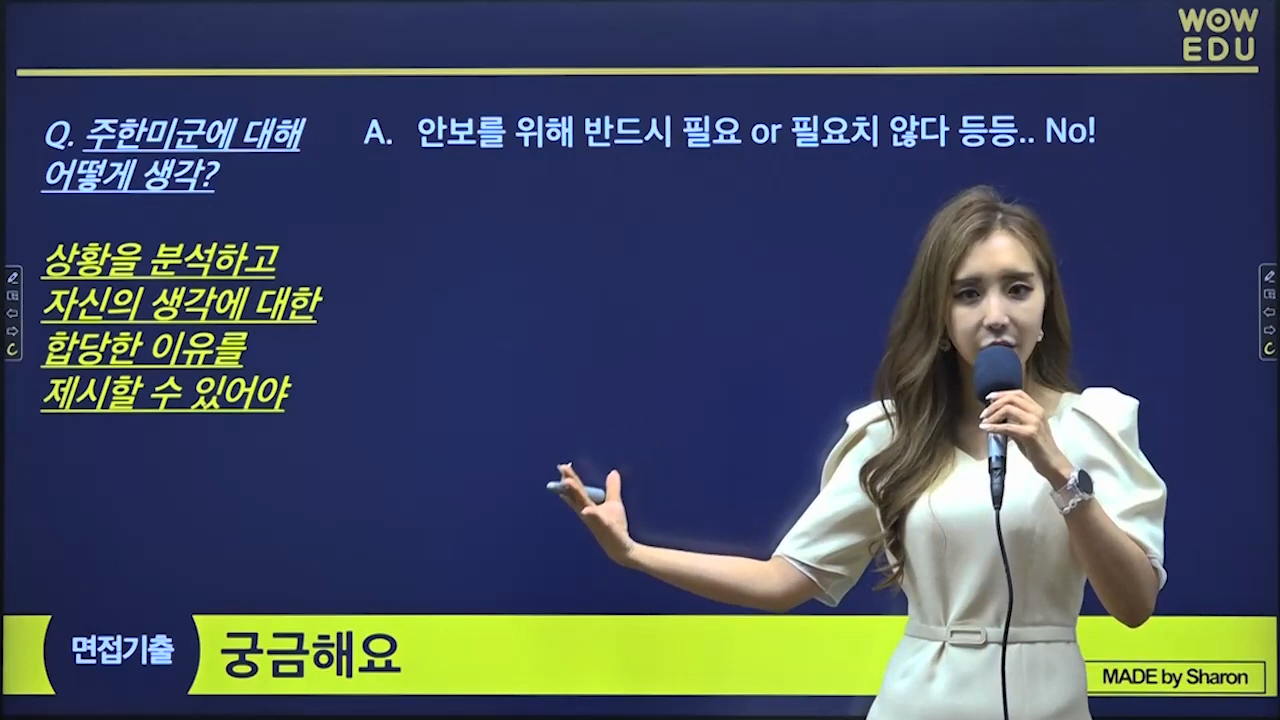 WOW
EDU
Q. 주한미군에 대해
어떻게 생각?
A. 안보를 위해 반드시 필요 or 필요치 않다 등등.. No!
상황을 분석하고
자신의 생각에 대한
합당한 이유를
제시할 수 있어야
면접기출
궁금해요
MADE by Sharon